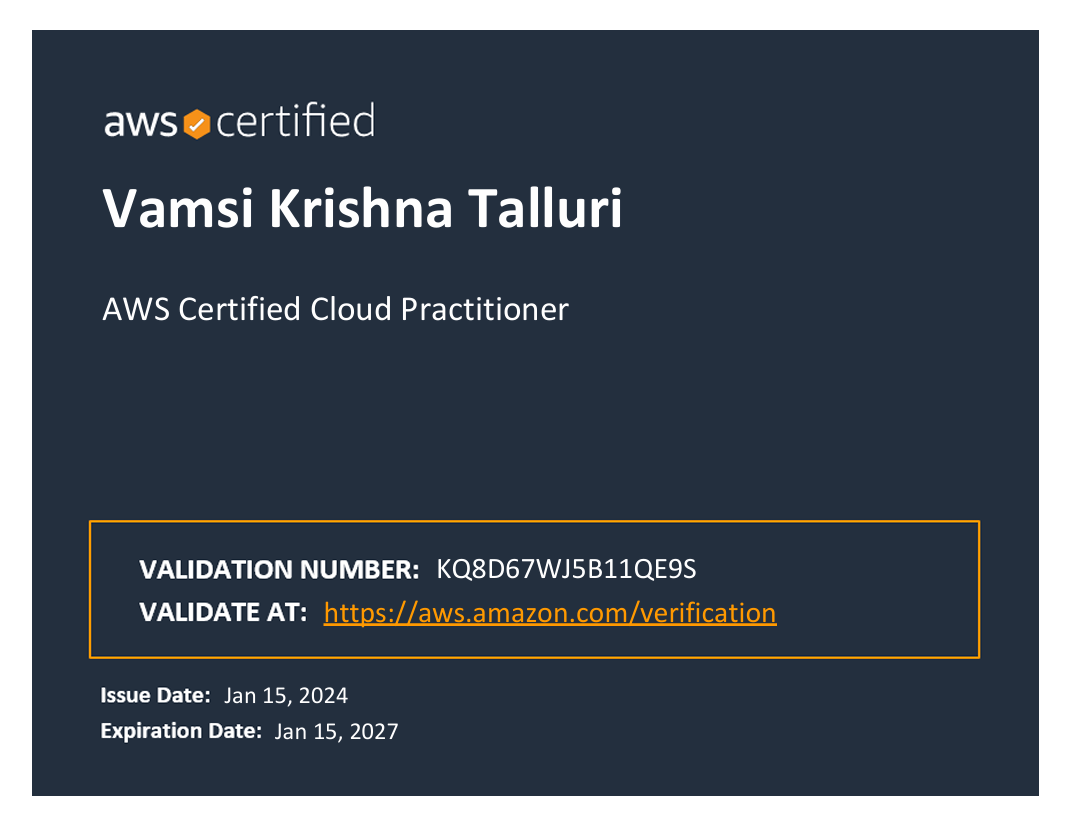 aws certified
Vamsi Krishna Talluri
AWS Certified Cloud Practitioner
VALIDATION NUMBER: KQ8D67WJ5B11QE9S
VALIDATE AT: https://aws.amazon.com/verification
Issue Date: Jan 15, 2024
Expiration Date: Jan 15, 2027